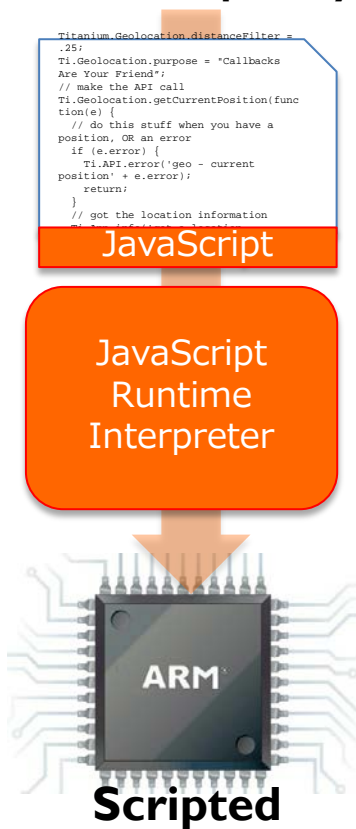 Titanium.Geolocation.distanceFilter =
.25;
Ti.Geolocation.purpose = "Callbacks
Are Your Friend";
// make the API call
Ti.Geolocation.getCurrentPosition(func
tion(e) {
// do this stuff when you have a
position, OR an error
if (e.error) {
Ti.API.error('geo - current
position' + e.error);
return;
}
// got the location information
JavaScript
JavaScript
Runtime
Interpreter
ARM
Scripted